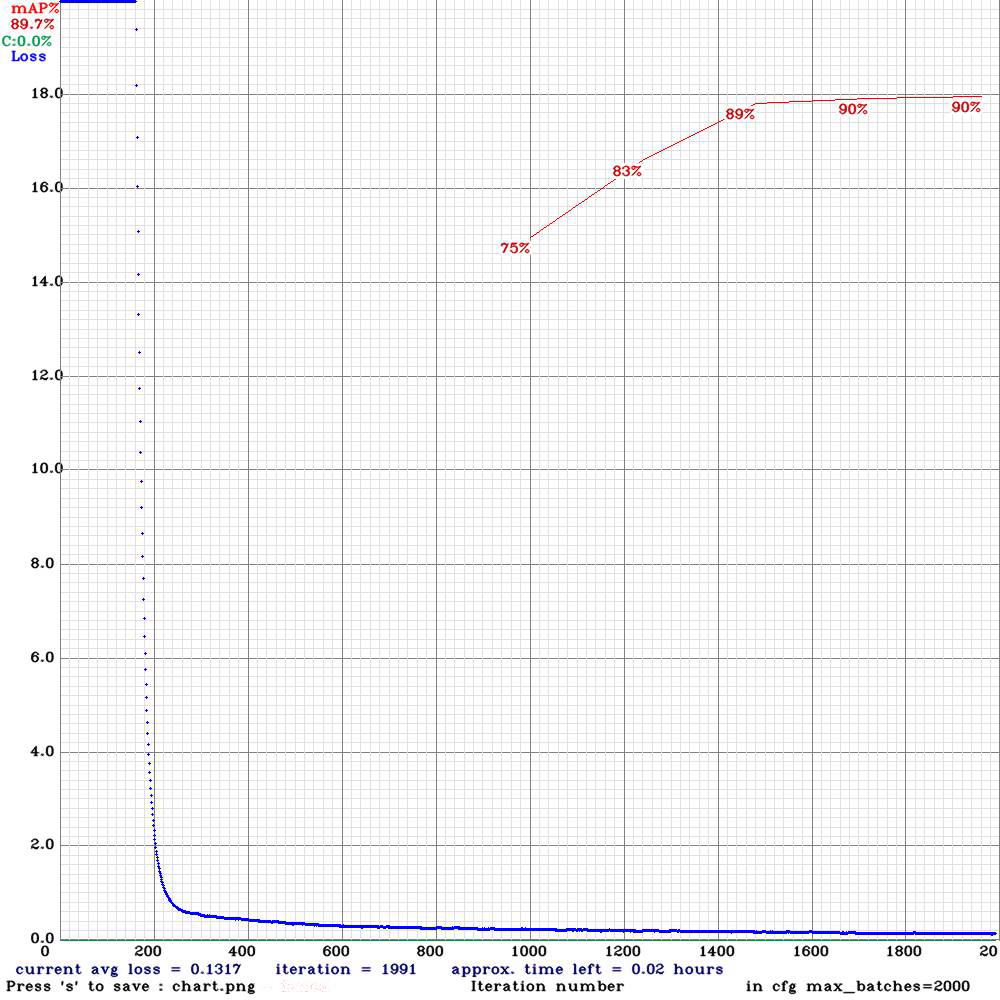 mAP%
89.7%
C:0.0%
Loss
18.0
89%
90%
90%
16.0
83%
75%
14.0
12.0
10.0
8.0
6.0
4.0
2.0
0.0
0 200 400 600 800 1000 1200 1400 1600 1800 20
current avg loss = 0.1317 iteration = 1991 approx. time left = 0.02 hours
Press 's' to save : chart.png Iteration number in cfg max_batches=2000